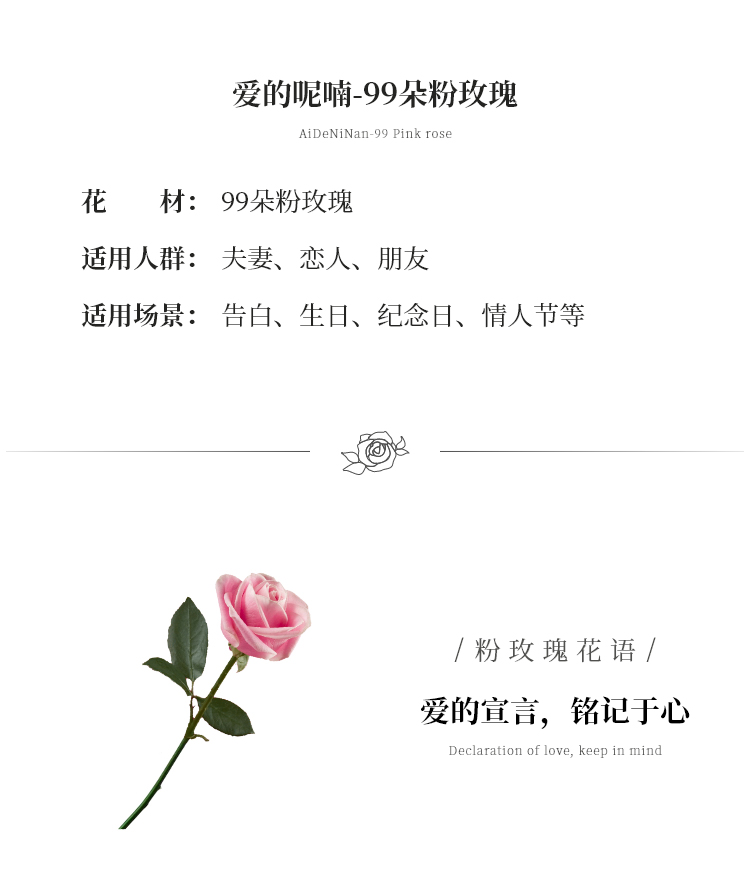 爱的呢喃-99朵粉玫瑰
AiDeNiNan-99 Pink rose
花 材： 99朵粉玫瑰
适用人群： 夫妻、恋人、朋友
适用场景： 告白、生日、纪念日、情人节等
/ 粉玫瑰花语 /
爱的宣言，铭记于心
Declaration of love, keep in mind